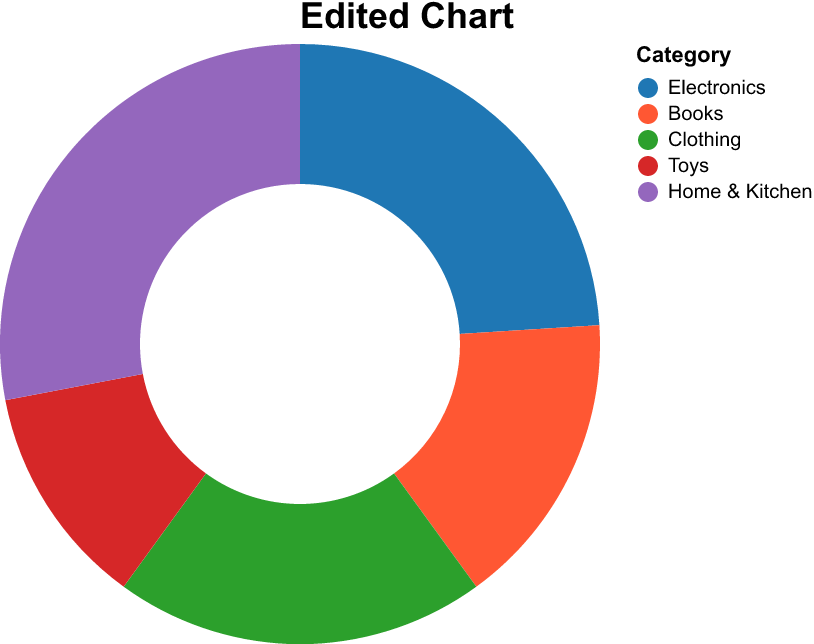 Edited Chart
Category
Electronics
Books
Clothing
Toys
Home & Kitchen